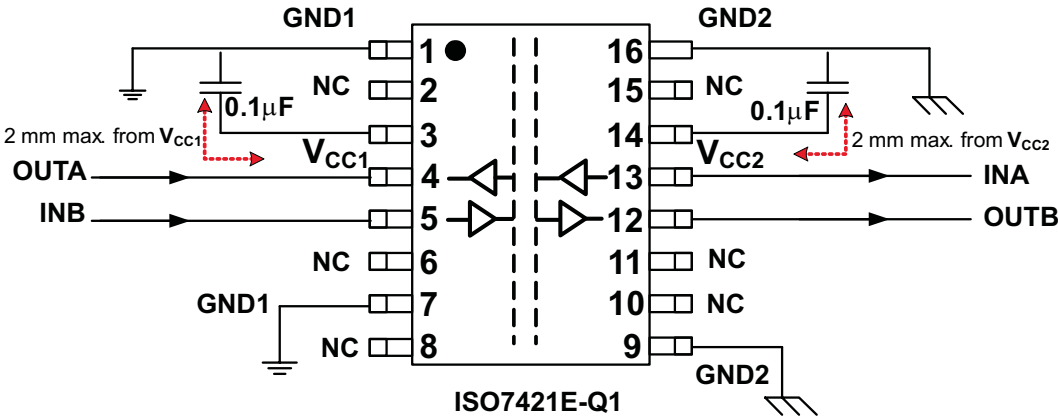 GND1 GND2
1 16
NC 2 15 NC
0.1μF 0.1μF
3 14
2 mm max. from VCC1 2 mm max. from VCC2
VCC1 VCC2
OUTA 4 13 INA
INB 5 12 OUTB
NC 6 11 NC
GND1 7 10 NC
NC 8 9
GND2
ISO7421E-Q1